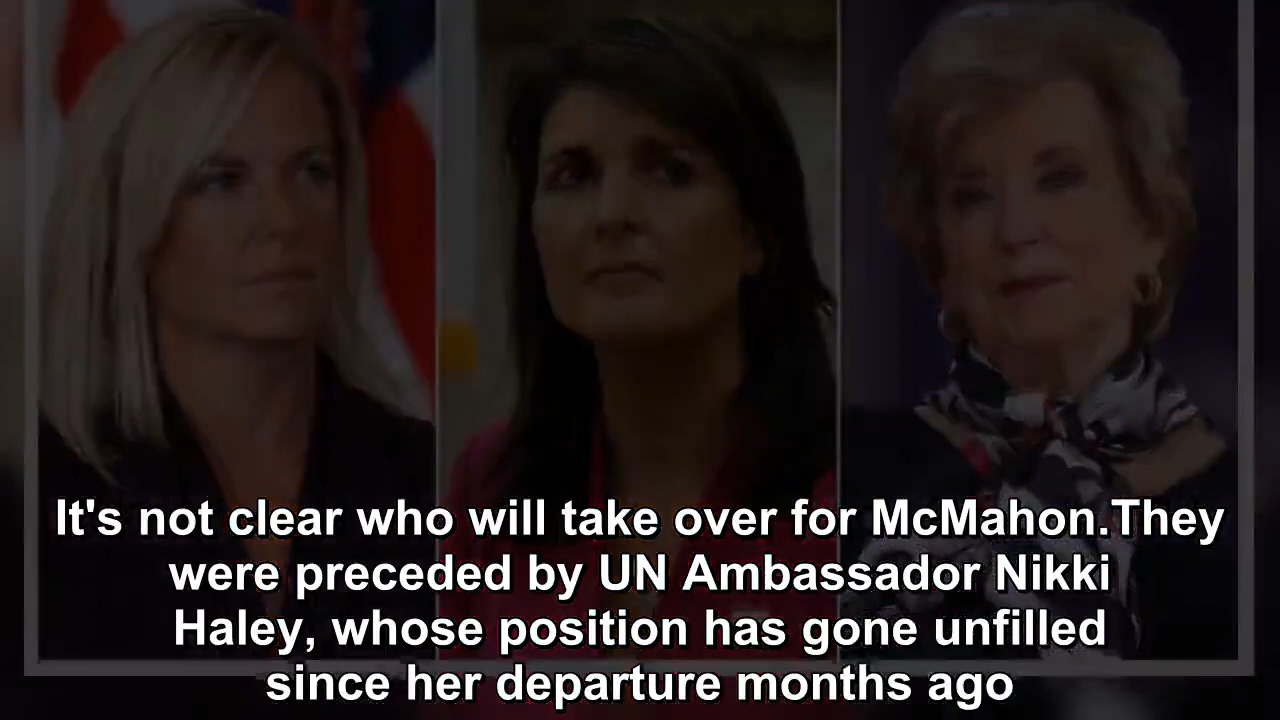 It's not clear who will take over for McMahon.They
were preceded by UN Ambassador Nikki
Haley, whose position has gone unfilled
since her departure months ago